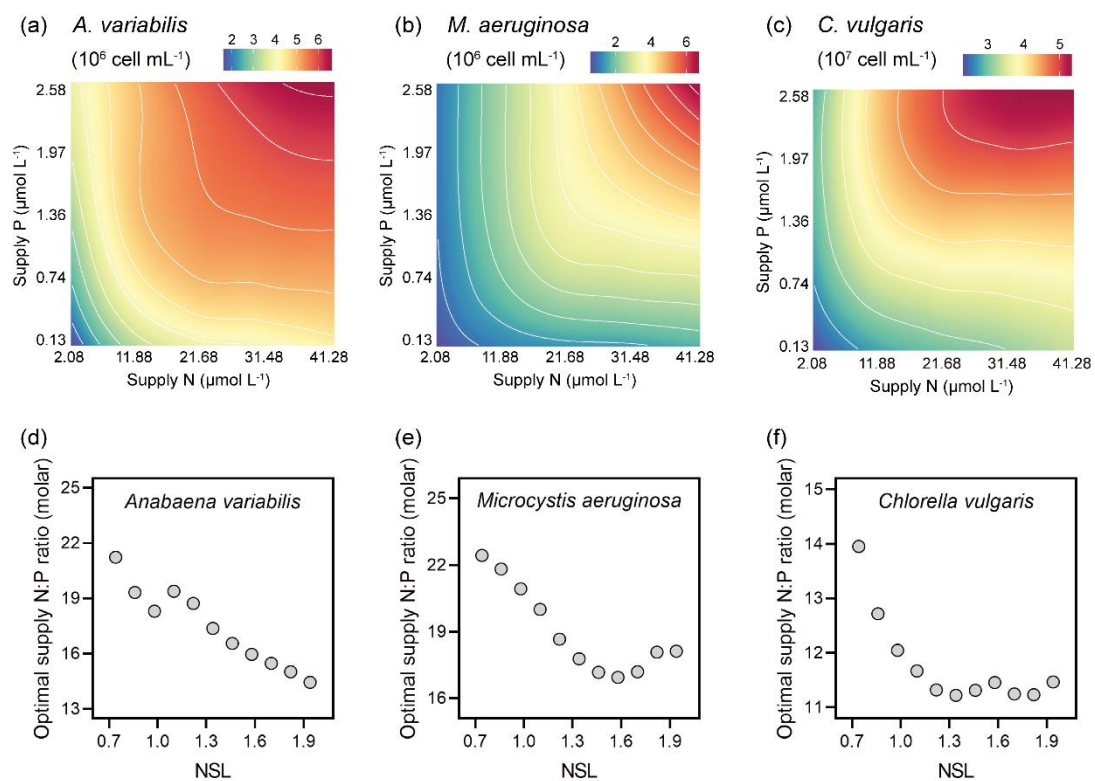 (a) A. variabilis
(10⁶ cell mL⁻¹)
2 3 4 5 6
Supply P (µmol L⁻¹)
2.58
1.97
1.36
0.74
0.13
2.08 11.88 21.68 31.48 41.28
Supply N (µmol L⁻¹)
(b) M. aeruginosa
(10⁶ cell mL⁻¹)
2 4 6
Supply P (µmol L⁻¹)
2.58
1.97
1.36
0.74
0.13
2.08 11.88 21.68 31.48 41.28
Supply N (µmol L⁻¹)
(c) C. vulgaris
(10⁷ cell mL⁻¹)
3 4 5
Supply P (µmol L⁻¹)
2.58
1.97
1.36
0.74
0.13
2.08 11.88 21.68 31.48 41.28
Supply N (µmol L⁻¹)
(d)
Anabaena variabilis
Optimal supply N:P ratio (molar)
25
22
19
16
13
0.7 1.0 1.3 1.6 1.9
NSL
(e)
Microcystis aeruginosa
Optimal supply N:P ratio (molar)
25
22
19
16
0.7 1.0 1.3 1.6 1.9
NSL
(f)
Chlorella vulgaris
Optimal supply N:P ratio (molar)
15
14
13
12
11
0.7 1.0 1.3 1.6 1.9
NSL